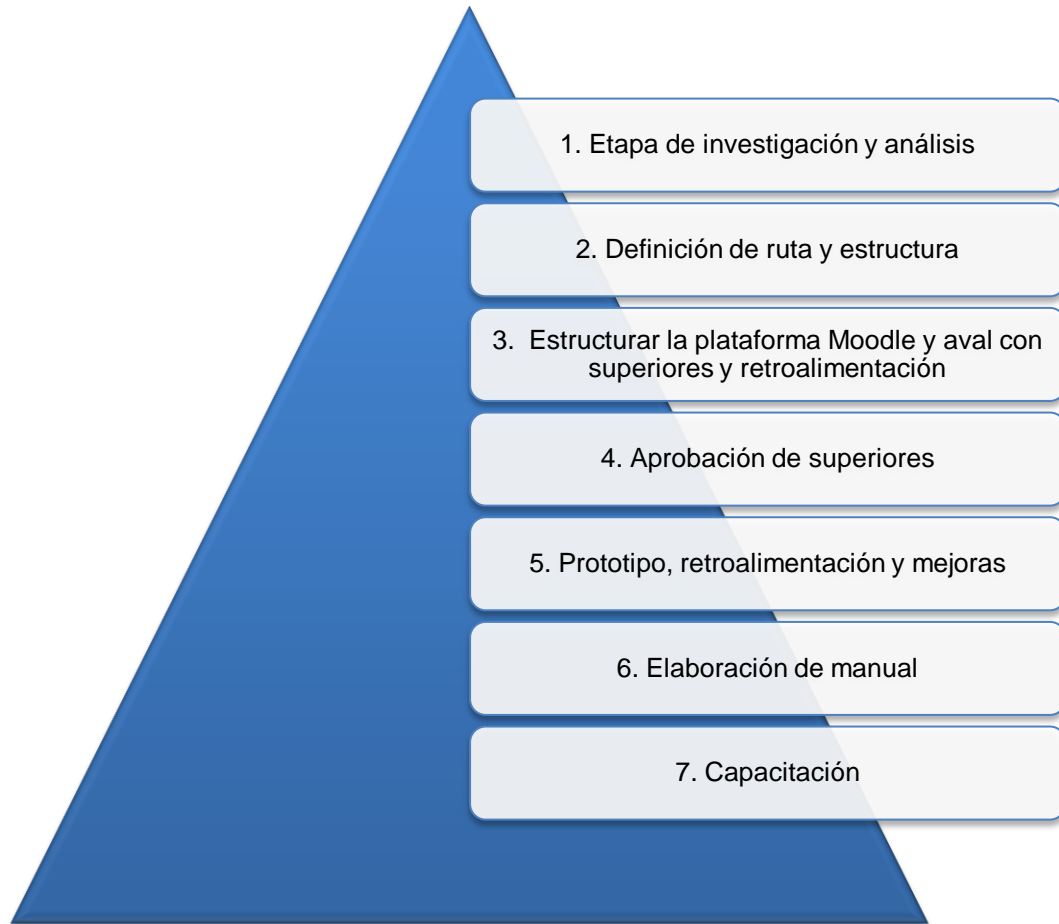 1. Etapa de investigación y análisis
2. Definición de ruta y estructura
3. Estructurar la plataforma Moodle y aval con
superiores y retroalimentación
4. Aprobación de superiores
5. Prototipo, retroalimentación y mejoras
6. Elaboración de manual
7. Capacitación